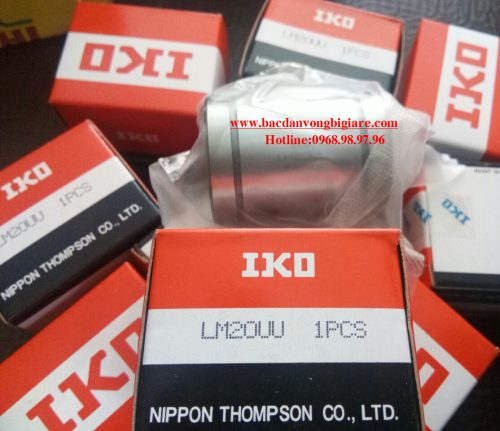 IKO
IKO
LM20UU 1PCS
IKO
www.bacdanvongbigiare.com
Hotline:0968.98.97.96
IKO
LM20UU 1PCS
NIPPON THOMPSON CO., LTD.
IKO
IKO
IKO
LM20UU 1PCS
NIPPON THOMPSON CO., LTD.
IKO